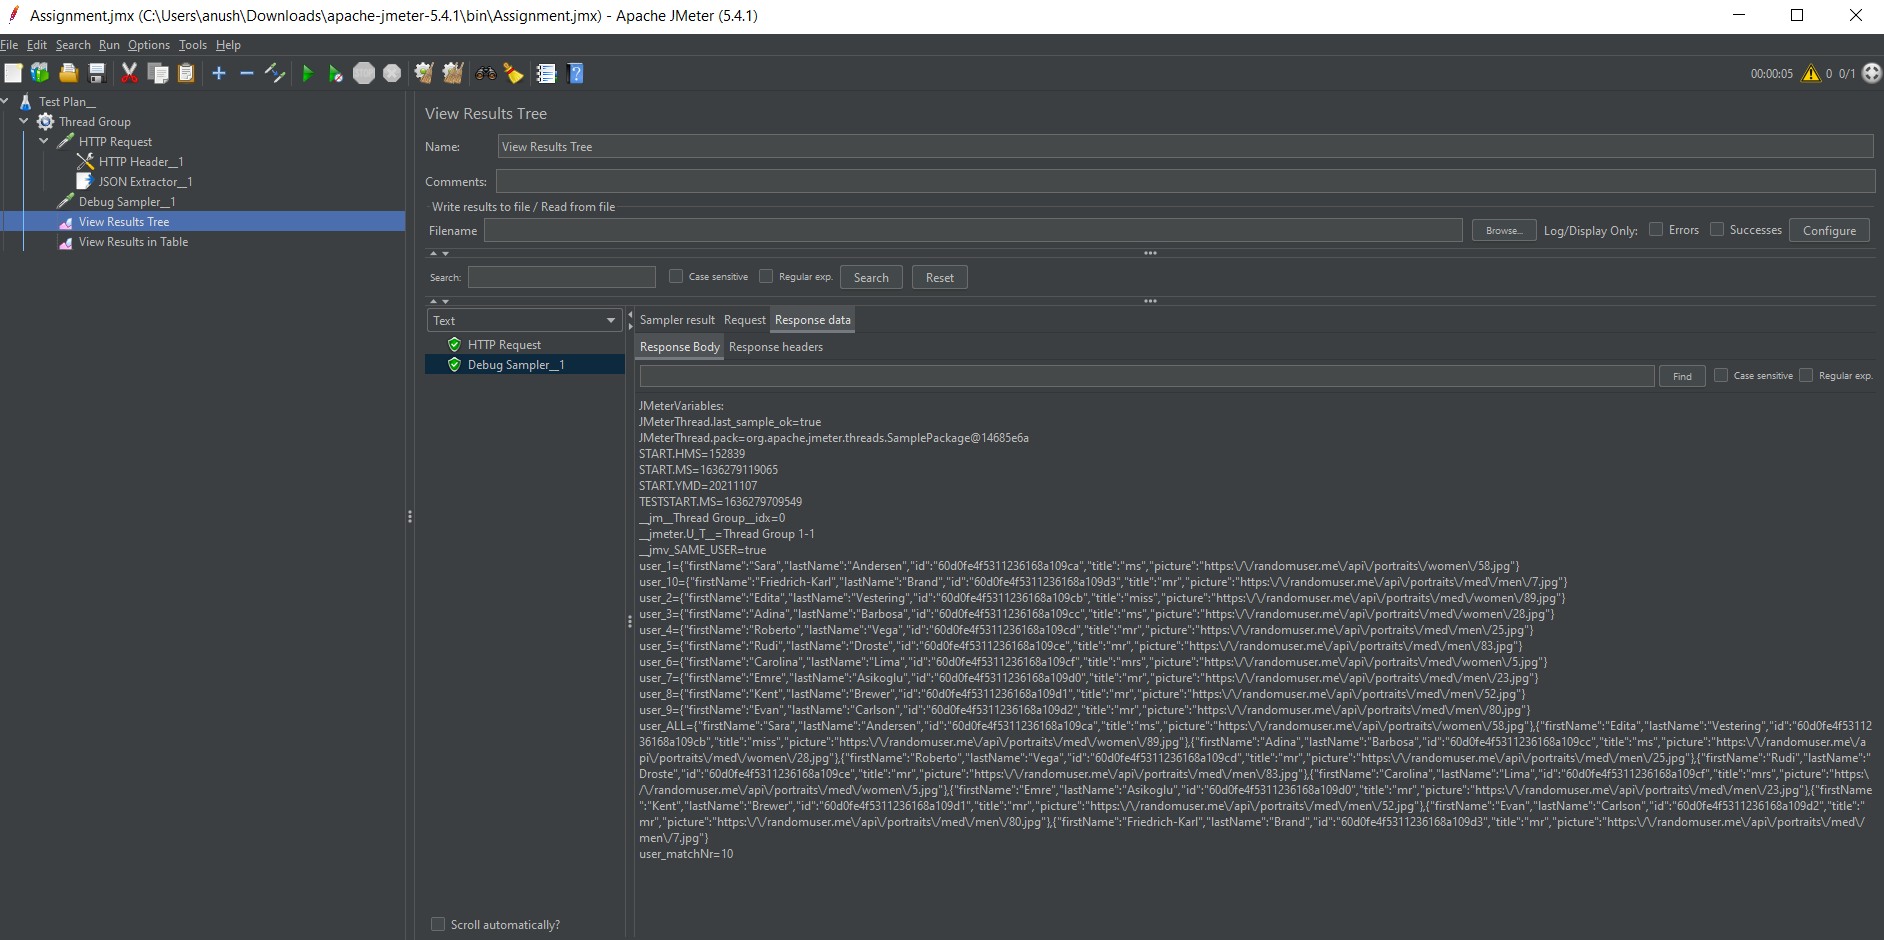 Assignment.jmx (C:\Users\anush\Downloads\apache-jmeter-5.4.1\bin\Assignment.jmx) - Apache JMeter (5.4.1)
File Edit Search Run Options Tools Help
00:00:05 0 0/1
Test Plan__
Thread Group
HTTP Request
HTTP Header__1
JSON Extractor__1
Debug Sampler__1
View Results Tree
View Results in Table
View Results Tree
Name: View Results Tree
Comments:
Write results to file / Read from file
Filename Browse... Log/Display Only: Errors Successes Configure
Search: Case sensitive Regular exp. Search Reset
Text
HTTP Request
Debug Sampler__1
Scroll automatically?
Sampler result Request Response data
Response Body Response headers
Find Case sensitive Regular exp.
JMeterVariables:
JMeterThread.last_sample_ok=true
JMeterThread.pack=org.apache.jmeter.threads.SamplePackage@14685e6a
START.HMS=152839
START.MS=1636279119065
START.YMD=20211107
TESTSTART.MS=1636279709549
__jm__Thread Group__idx=0
__jmeter.U_T__=Thread Group 1-1
__jmv_SAME_USER=true
user_1={"firstName":"Sara","lastName":"Andersen","id":"60d0fe4f5311236168a109ca","title":"ms","picture":"https:\/\/randomuser.me\/api\/portraits\/women\/58.jpg"}
user_10={"firstName":"Friedrich-Karl","lastName":"Brand","id":"60d0fe4f5311236168a109d3","title":"mr","picture":"https:\/\/randomuser.me\/api\/portraits\/med\/men\/7.jpg"}
user_2={"firstName":"Edita","lastName":"Vestering","id":"60d0fe4f5311236168a109cb","title":"miss","picture":"https:\/\/randomuser.me\/api\/portraits\/med\/women\/89.jpg"}
user_3={"firstName":"Adina","lastName":"Barbosa","id":"60d0fe4f5311236168a109cc","title":"ms","picture":"https:\/\/randomuser.me\/api\/portraits\/med\/women\/28.jpg"}
user_4={"firstName":"Roberto","lastName":"Vega","id":"60d0fe4f5311236168a109cd","title":"mr","picture":"https:\/\/randomuser.me\/api\/portraits\/med\/men\/25.jpg"}
user_5={"firstName":"Rudi","lastName":"Droste","id":"60d0fe4f5311236168a109ce","title":"mr","picture":"https:\/\/randomuser.me\/api\/portraits\/med\/men\/83.jpg"}
user_6={"firstName":"Carolina","lastName":"Lima","id":"60d0fe4f5311236168a109cf","title":"mrs","picture":"https:\/\/randomuser.me\/api\/portraits\/med\/women\/5.jpg"}
user_7={"firstName":"Emre","lastName":"Asikoglu","id":"60d0fe4f5311236168a109d0","title":"mr","picture":"https:\/\/randomuser.me\/api\/portraits\/med\/men\/23.jpg"}
user_8={"firstName":"Kent","lastName":"Brewer","id":"60d0fe4f5311236168a109d1","title":"mr","picture":"https:\/\/randomuser.me\/api\/portraits\/med\/men\/52.jpg"}
user_9={"firstName":"Evan","lastName":"Carlson","id":"60d0fe4f5311236168a109d2","title":"mr","picture":"https:\/\/randomuser.me\/api\/portraits\/med\/men\/80.jpg"}
user_ALL={"firstName":"Sara","lastName":"Andersen","id":"60d0fe4f5311236168a109ca","title":"ms","picture":"https:\/\/randomuser.me\/api\/portraits\/women\/58.jpg"},{"firstName":"Edita","lastName":"Vestering","id":"60d0fe4f5311
236168a109cb","title":"miss","picture":"https:\/\/randomuser.me\/api\/portraits\/med\/women\/89.jpg"},{"firstName":"Adina","lastName":"Barbosa","id":"60d0fe4f5311236168a109cc","title":"ms","picture":"https:\/\/randomuser.me\/a
pi\/portraits\/med\/women\/28.jpg"},{"firstName":"Roberto","lastName":"Vega","id":"60d0fe4f5311236168a109cd","title":"mr","picture":"https:\/\/randomuser.me\/api\/portraits\/med\/men\/25.jpg"},{"firstName":"Rudi","lastName":"
Droste","id":"60d0fe4f5311236168a109ce","title":"mr","picture":"https:\/\/randomuser.me\/api\/portraits\/med\/men\/83.jpg"},{"firstName":"Carolina","lastName":"Lima","id":"60d0fe4f5311236168a109cf","title":"mrs","picture":"https:\
/\/randomuser.me\/api\/portraits\/med\/women\/5.jpg"},{"firstName":"Emre","lastName":"Asikoglu","id":"60d0fe4f5311236168a109d0","title":"mr","picture":"https:\/\/randomuser.me\/api\/portraits\/med\/men\/23.jpg"},{"firstName
":"Kent","lastName":"Brewer","id":"60d0fe4f5311236168a109d1","title":"mr","picture":"https:\/\/randomuser.me\/api\/portraits\/med\/men\/52.jpg"},{"firstName":"Evan","lastName":"Carlson","id":"60d0fe4f5311236168a109d2","title":"
mr","picture":"https:\/\/randomuser.me\/api\/portraits\/med\/men\/80.jpg"},{"firstName":"Friedrich-Karl","lastName":"Brand","id":"60d0fe4f5311236168a109d3","title":"mr","picture":"https:\/\/randomuser.me\/api\/portraits\/med\/
men\/7.jpg"}
user_matchNr=10